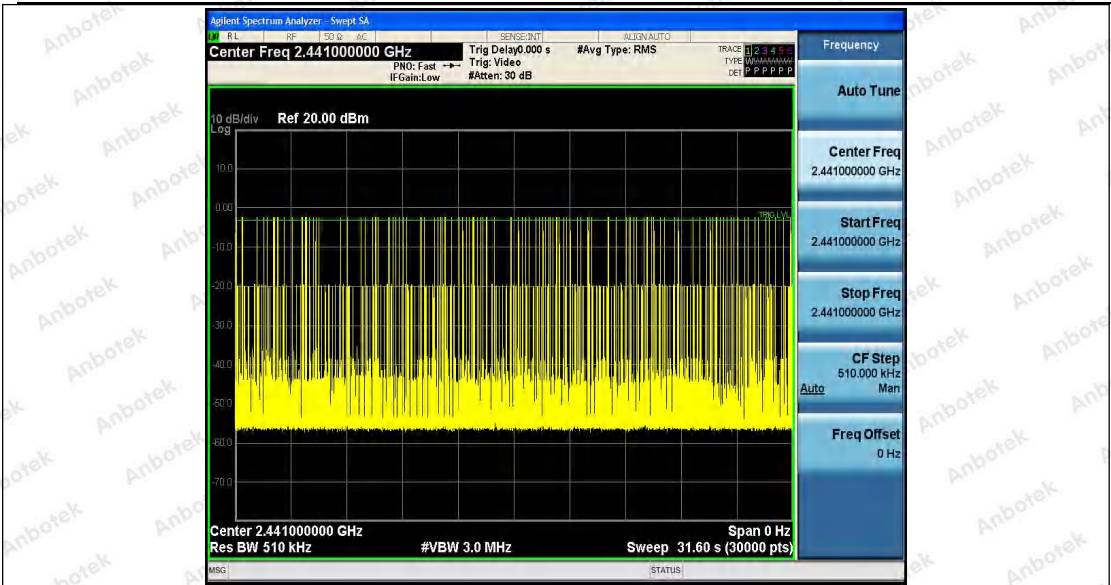 Agilent Spectrum Analyzer - Swept SA
RL RF 50 Ω AC SENSE:INT ALIGNAUTO
Center Freq 2.441000000 GHz
PNO: Fast
IFGain:Low
Trig Delay0.000 s
Trig: Video
#Atten: 30 dB
#Avg Type: RMS
TRACE 1 2 3 4 5 6
TYPE
DET P P P P P P
10 dB/div Ref 20.00 dBm
Log
10.0
0.00
-10.0
-20.0
-30.0
-40.0
-50.0
-60.0
-70.0
TRIG LVL
Center 2.441000000 GHz Span 0 Hz
Res BW 510 kHz #VBW 3.0 MHz Sweep 31.60 s (30000 pts)
MSG STATUS
Frequency
Auto Tune
Center Freq
2.441000000 GHz
Start Freq
2.441000000 GHz
Stop Freq
2.441000000 GHz
CF Step
510.000 kHz
Auto Man
Freq Offset
0 Hz
Anbotek